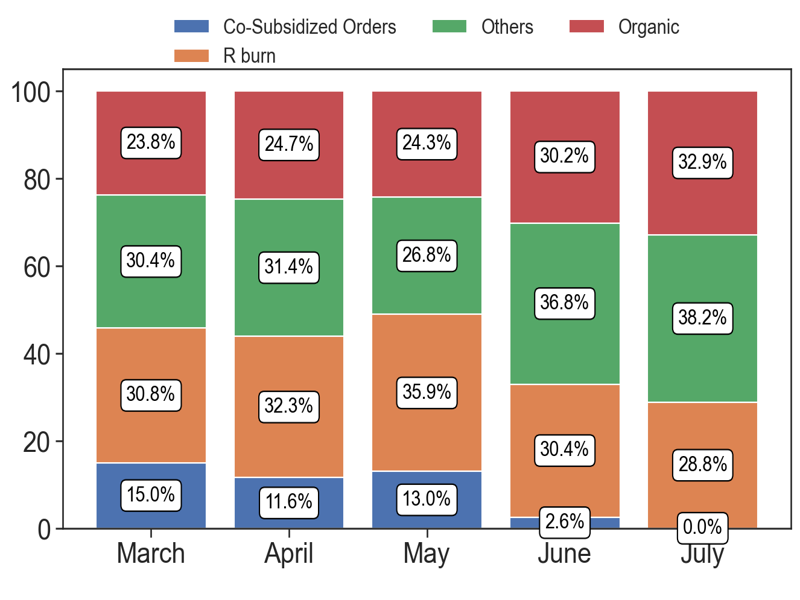 Co-Subsidized Orders Others Organic
R burn
100
23.8% 24.7% 24.3% 30.2% 32.9%
80
30.4% 31.4% 26.8% 36.8% 38.2%
60
40
30.8% 32.3% 35.9% 30.4% 28.8%
20
15.0% 11.6% 13.0% 2.6% 0.0%
0
March April May June July